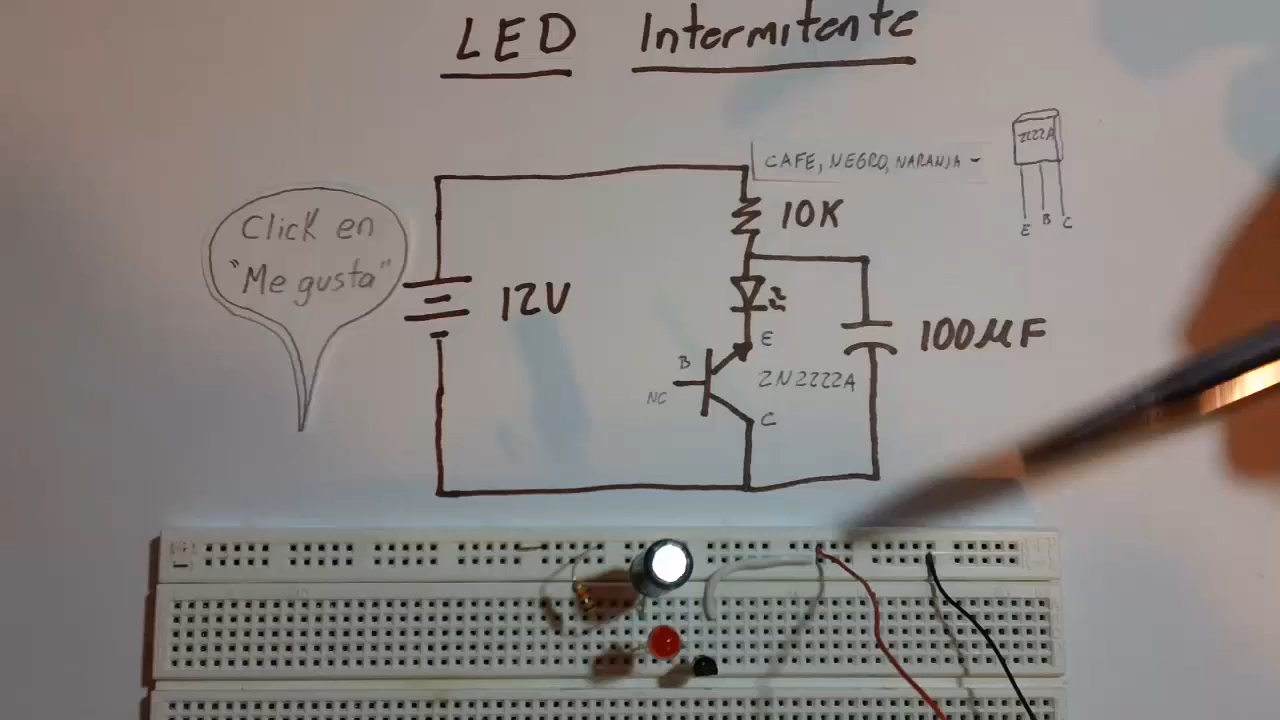 LED Intermitente
CAFE, NEGRO, NARANJA -
2222A
E B C
10K
Click en
"Me gusta"
12V
E
100µF
B
2N2222A
NC
C